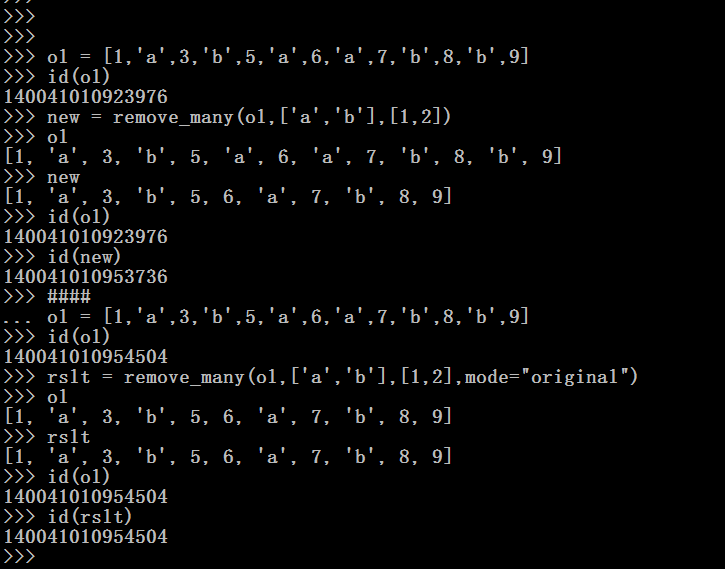 >>>
>>>
>>>
>>> ol = [1,'a',3,'b',5,'a',6,'a',7,'b',8,'b',9]
>>> id(ol)
140041010923976
>>> new = remove_many(ol,['a','b'],[1,2])
>>> ol
[1, 'a', 3, 'b', 5, 'a', 6, 'a', 7, 'b', 8, 'b', 9]
>>> new
[1, 'a', 3, 'b', 5, 6, 'a', 7, 'b', 8, 9]
>>> id(ol)
140041010923976
>>> id(new)
140041010953736
>>> ####
... ol = [1,'a',3,'b',5,'a',6,'a',7,'b',8,'b',9]
>>> id(ol)
140041010954504
>>> rslt = remove_many(ol,['a','b'],[1,2],mode="original")
>>> ol
[1, 'a', 3, 'b', 5, 6, 'a', 7, 'b', 8, 9]
>>> rslt
[1, 'a', 3, 'b', 5, 6, 'a', 7, 'b', 8, 9]
>>> id(ol)
140041010954504
>>> id(rslt)
140041010954504
>>>